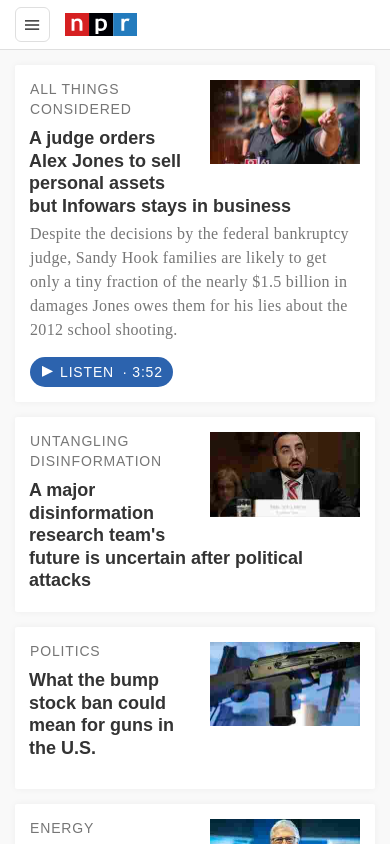 npr
ALL THINGS
CONSIDERED
A judge orders
Alex Jones to sell
personal assets
but Infowars stays in business
Despite the decisions by the federal bankruptcy
judge, Sandy Hook families are likely to get
only a tiny fraction of the nearly $1.5 billion in
damages Jones owes them for his lies about the
2012 school shooting.
LISTEN · 3:52
UNTANGLING
DISINFORMATION
A major
disinformation
research team's
future is uncertain after political
attacks
POLITICS
What the bump
stock ban could
mean for guns in
the U.S.
ENERGY